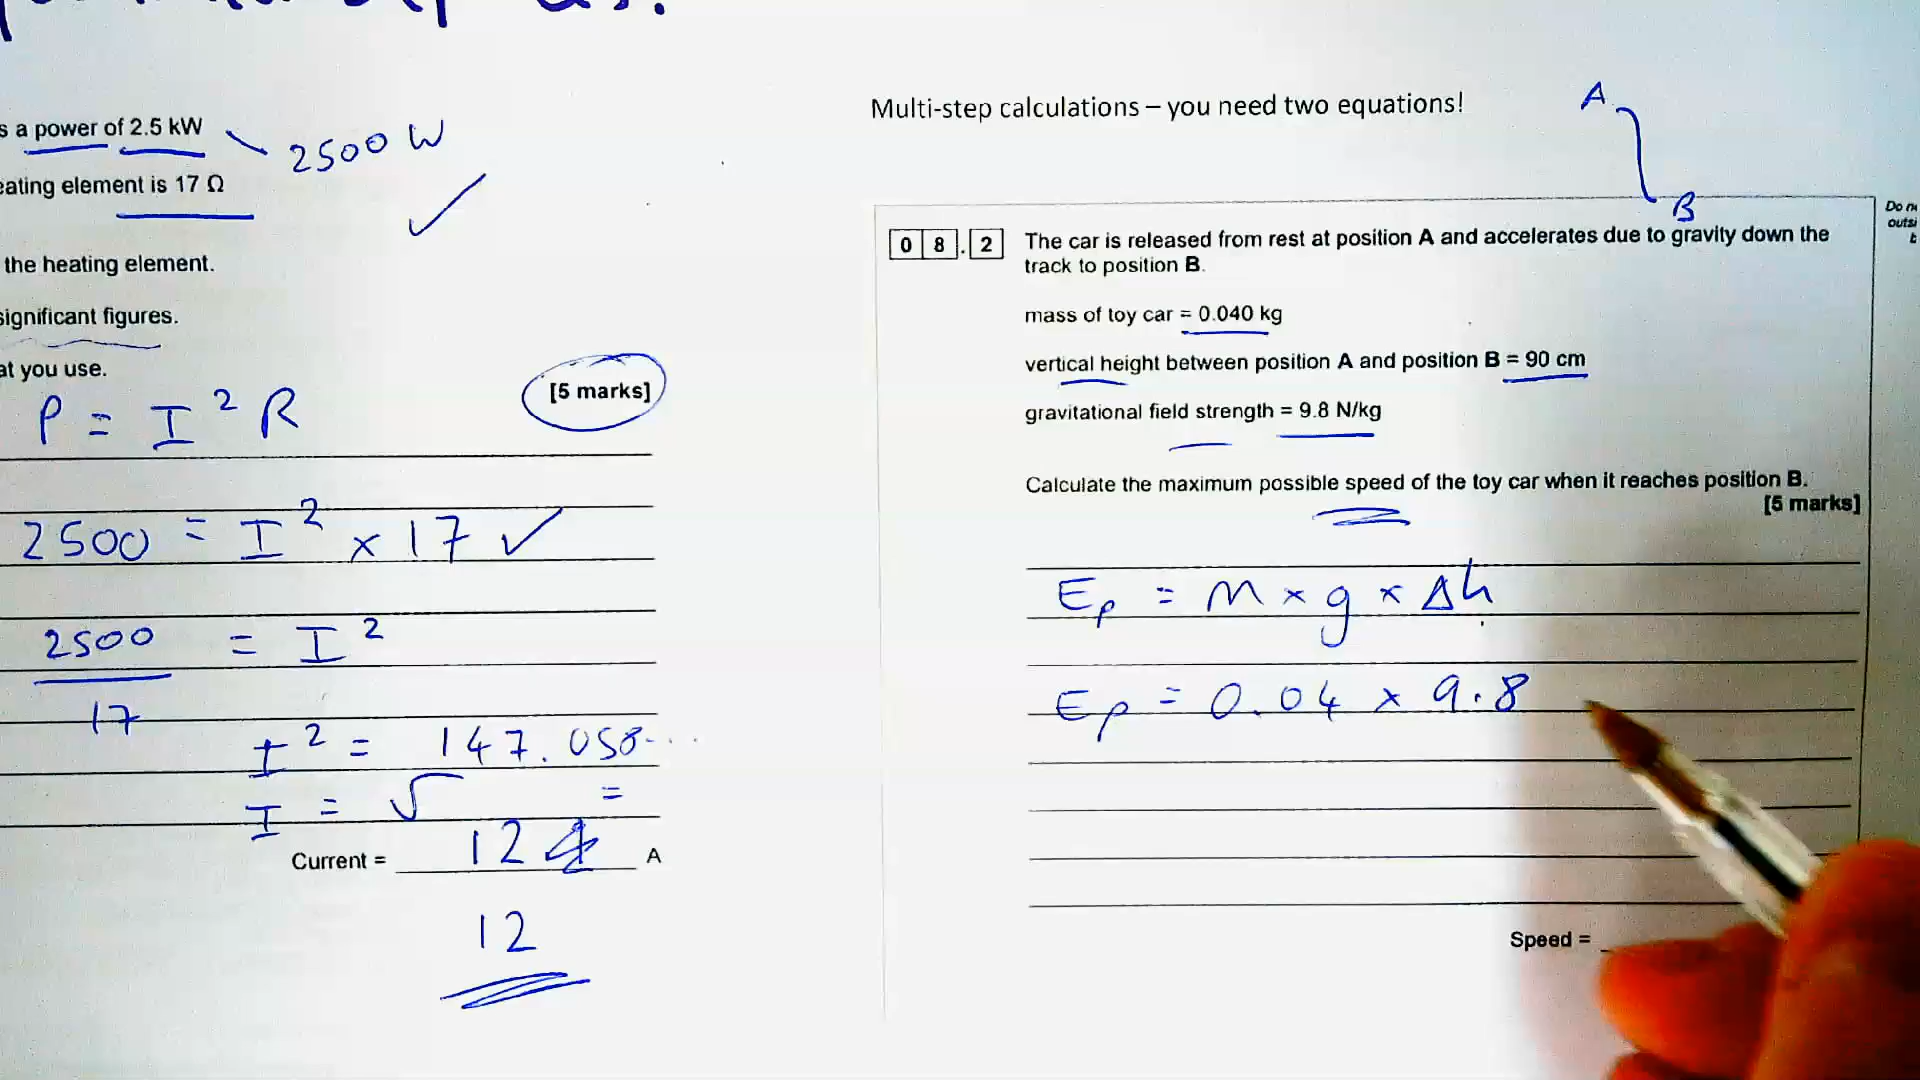 s a power of 2.5 kW
2500 W
eating element is 17 Ω
the heating element.
significant figures.
at you use.
[5 marks]
P = I² R
2500 = I² × 17 ✓
2500 = I²
17
I² = 147.058...
I = √ =
Current = 12 A
12
Multi-step calculations – you need two equations!
A
B
Do n
outsi
b
08.2 The car is released from rest at position A and accelerates due to gravity down the
track to position B.
mass of toy car = 0.040 kg
vertical height between position A and position B = 90 cm
gravitational field strength = 9.8 N/kg
Calculate the maximum possible speed of the toy car when it reaches position B.
[5 marks]
Ep = m × g × Δh
Ep = 0.04 × 9.8
Speed =